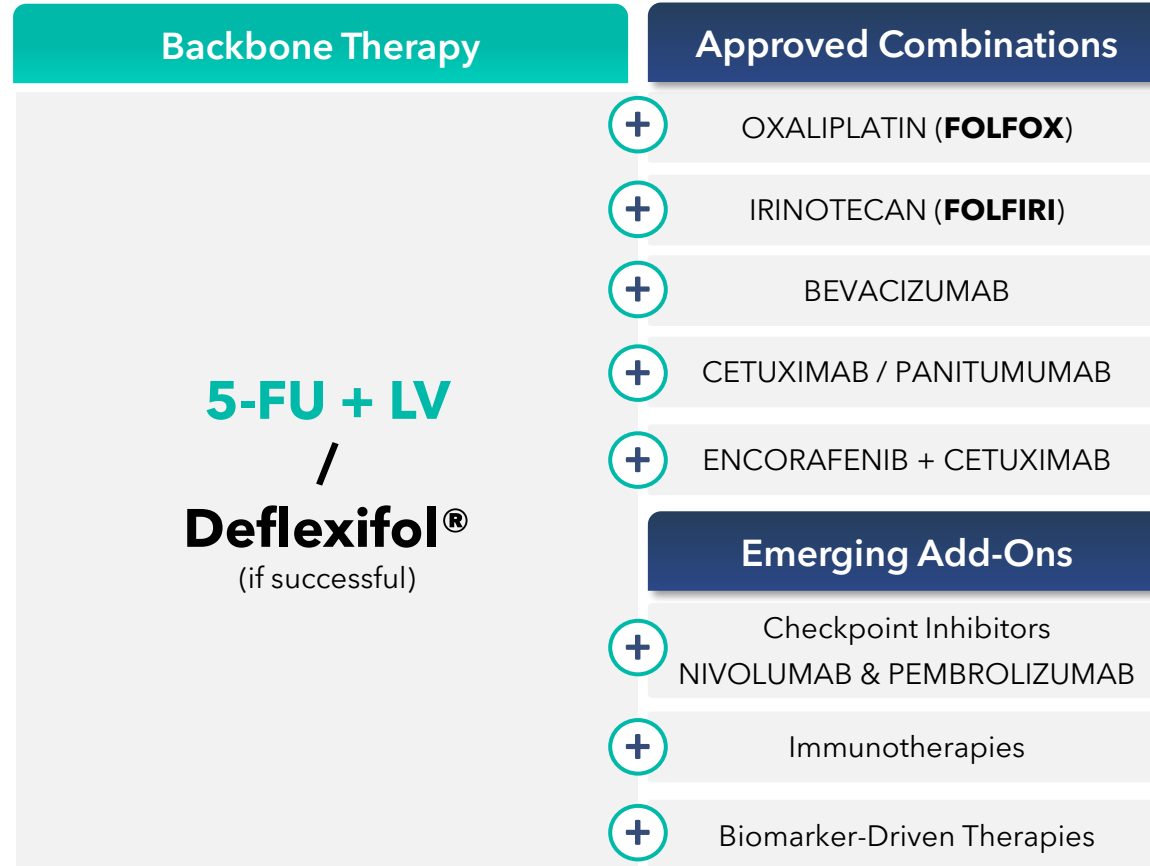 Backbone Therapy
5-FU + LV
/
Deflexifol®
(if successful)
Approved Combinations
+ OXALIPLATIN (FOLFOX)
+ IRINOTECAN (FOLFIRI)
+ BEVACIZUMAB
+ CETUXIMAB / PANITUMUMAB
+ ENCORAFENIB + CETUXIMAB
Emerging Add-Ons
+ Checkpoint Inhibitors
NIVOLUMAB & PEMBROLIZUMAB
+ Immunotherapies
+ Biomarker-Driven Therapies